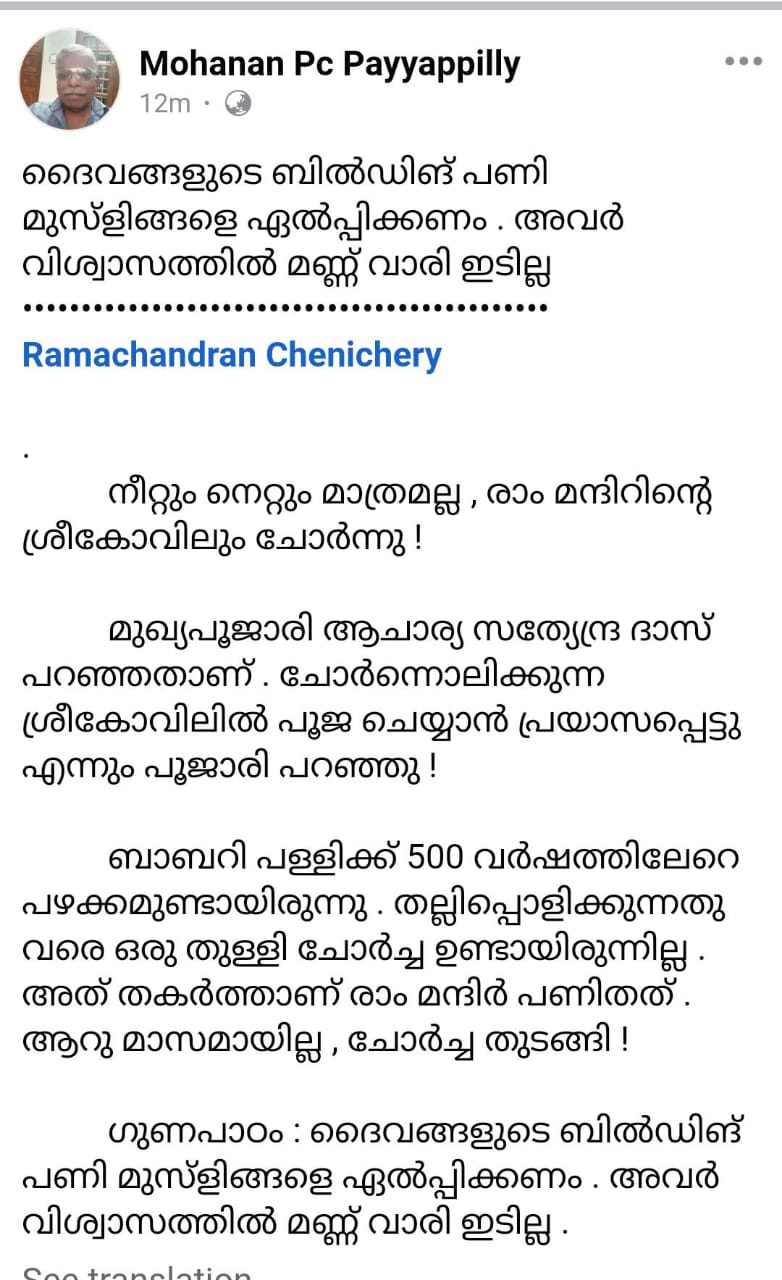 Mohanan Pc Payyappilly
12m ·
ദൈവങ്ങളുടെ ബിൽഡിങ് പണി
മുസ്ളിങ്ങളെ ഏൽപ്പിക്കണം . അവർ
വിശ്വാസത്തിൽ മണ്ണ് വാരി ഇടില്ല
•••••••••••••••••••••••••••••••••••••••••••••
Ramachandran Chenichery
.
നീറ്റും നെറ്റും മാത്രമല്ല , രാം മന്ദിറിന്റെ
ശ്രീകോവിലും ചോർന്നു !
മുഖ്യപൂജാരി ആചാര്യ സത്യേന്ദ്ര ദാസ്
പറഞ്ഞതാണ് . ചോർന്നൊലിക്കുന്ന
ശ്രീകോവിലിൽ പൂജ ചെയ്യാൻ പ്രയാസപ്പെട്ടു
എന്നും പൂജാരി പറഞ്ഞു !
ബാബറി പള്ളിക്ക് 500 വർഷത്തിലേറെ
പഴക്കമുണ്ടായിരുന്നു . തല്ലിപ്പൊളിക്കുന്നതു
വരെ ഒരു തുള്ളി ചോർച്ച ഉണ്ടായിരുന്നില്ല .
അത് തകർത്താണ് രാം മന്ദിർ പണിതത് .
ആറു മാസമായില്ല , ചോർച്ച തുടങ്ങി !
ഗുണപാഠം : ദൈവങ്ങളുടെ ബിൽഡിങ്
പണി മുസ്ളിങ്ങളെ ഏൽപ്പിക്കണം . അവർ
വിശ്വാസത്തിൽ മണ്ണ് വാരി ഇടില്ല .
See translation